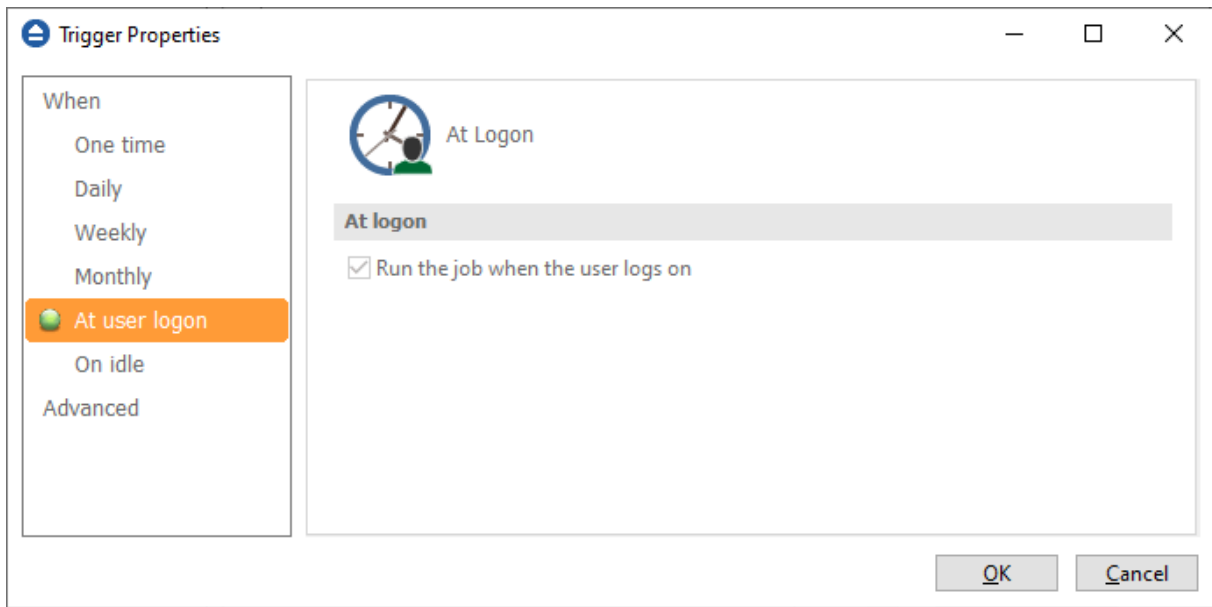 Trigger Properties
When
One time
Daily
Weekly
Monthly
At user logon
On idle
Advanced
At Logon
At logon
Run the job when the user logs on
OK
Cancel